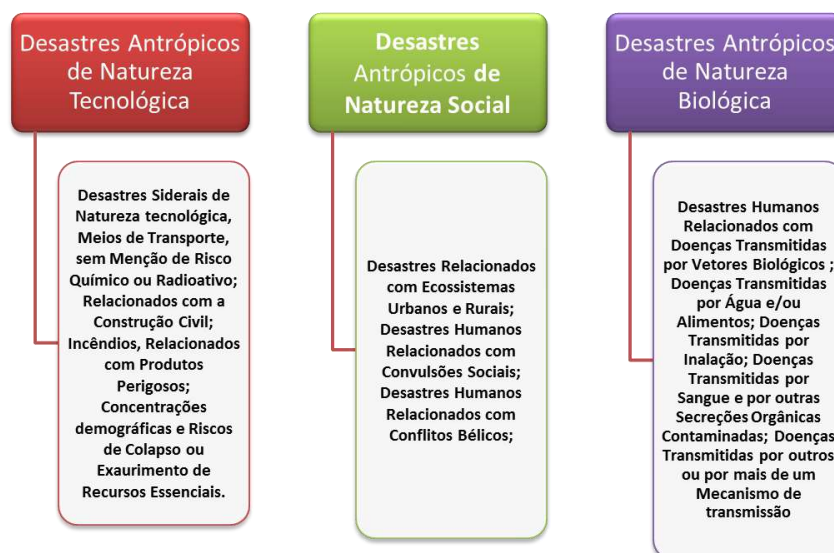 Desastres Antrópicos
de Natureza
Tecnológica
Desastres Siderais de
Natureza tecnológica,
Meios de Transporte,
sem Menção de Risco
Químico ou Radioativo;
Relacionados com a
Construção Civil;
Incêndios, Relacionados
com Produtos
Perigosos;
Concentrações
demográficas e Riscos
de Colapso ou
Exaurimento de
Recursos Essenciais.
Desastres
Antrópicos de
Natureza Social
Desastres Relacionados
com Ecossistemas
Urbanos e Rurais;
Desastres Humanos
Relacionados com
Convulsões Sociais;
Desastres Humanos
Relacionados com
Conflitos Bélicos;
Desastres Antrópicos
de Natureza
Biológica
Desastres Humanos
Relacionados com
Doenças Transmitidas
por Vetores Biológicos ;
Doenças Transmitidas
por Água e/ou
Alimentos; Doenças
Transmitidas por
Inalação; Doenças
Transmitidas por
Sangue e por outras
Secreções Orgânicas
Contaminadas; Doenças
Transmitidas por outros
ou por mais de um
Mecanismo de
transmissão